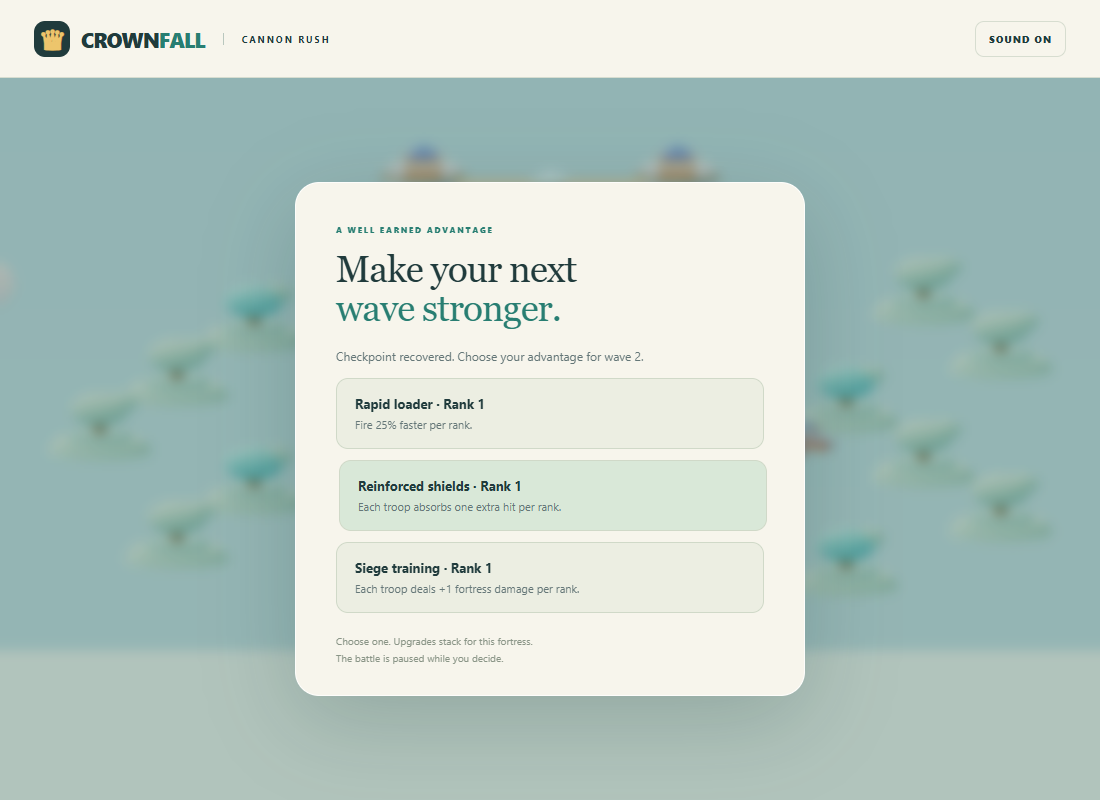 CROWNFALL
CANNON RUSH
SOUND ON
A WELL EARNED ADVANTAGE
Make your next
wave stronger.
Checkpoint recovered. Choose your advantage for wave 2.
Rapid loader · Rank 1
Fire 25% faster per rank.
Reinforced shields · Rank 1
Each troop absorbs one extra hit per rank.
Siege training · Rank 1
Each troop deals +1 fortress damage per rank.
Choose one. Upgrades stack for this fortress.
The battle is paused while you decide.